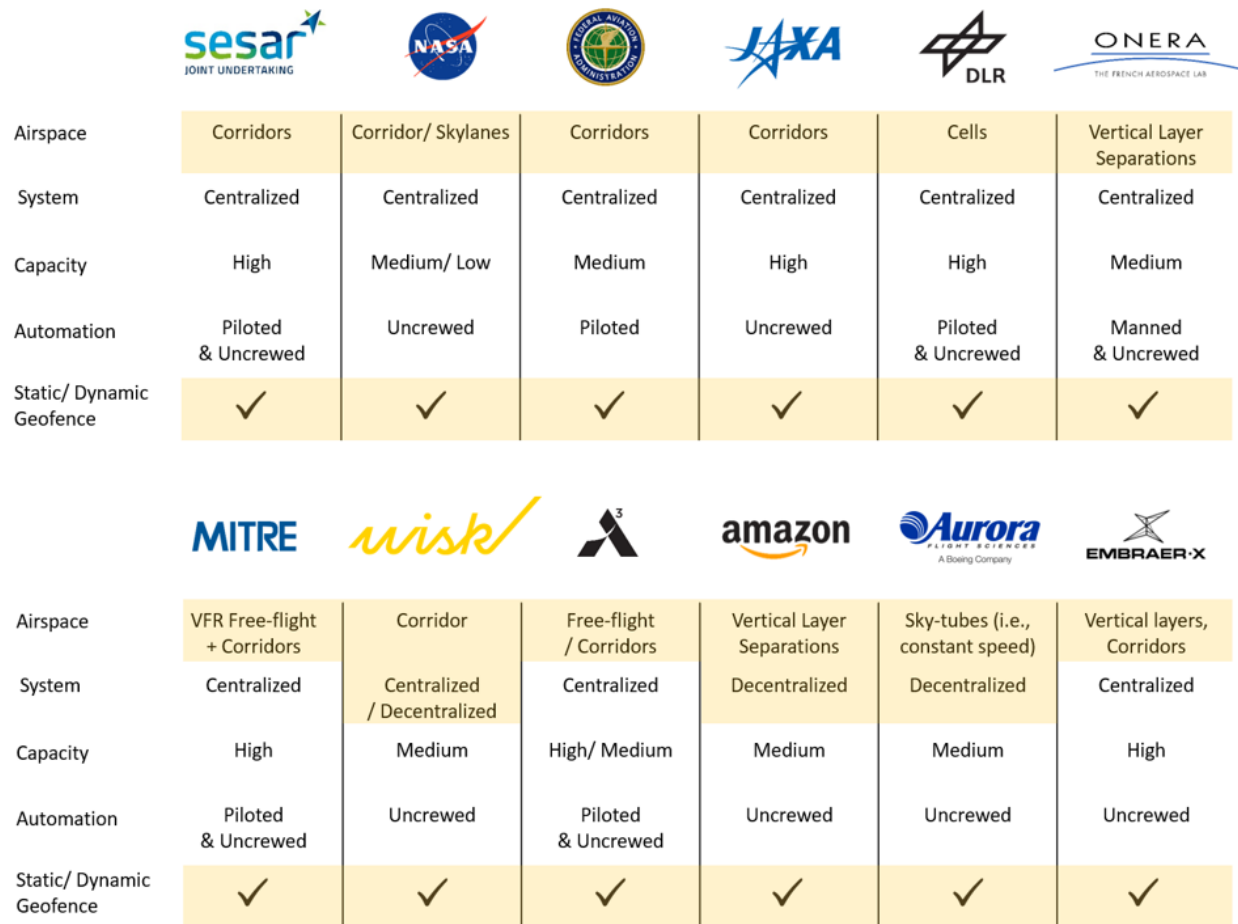 sesar
JOINT UNDERTAKING
NASA
FEDERAL AVIATION
ADMINISTRATION
JAXA
DLR
ONERA
THE FRENCH AEROSPACE LAB
Airspace Corridors Corridor/ Skylanes Corridors Corridors Cells Vertical Layer
Separations
System Centralized Centralized Centralized Centralized Centralized Centralized
Capacity High Medium/ Low Medium High High Medium
Automation Piloted Uncrewed Piloted Uncrewed Piloted Manned
& Uncrewed & Uncrewed & Uncrewed
Static/ Dynamic
Geofence ✓ ✓ ✓ ✓ ✓ ✓
MITRE
wisk
3
amazon
Aurora
FLIGHT SCIENCES
A Boeing Company
EMBRAER·X
Airspace VFR Free-flight Corridor Free-flight Vertical Layer Sky-tubes (i.e., Vertical layers,
+ Corridors / Corridors Separations constant speed) Corridors
System Centralized Centralized Centralized Decentralized Decentralized Centralized
/ Decentralized
Capacity High Medium High/ Medium Medium Medium High
Automation Piloted Uncrewed Piloted Uncrewed Uncrewed Uncrewed
& Uncrewed & Uncrewed
Static/ Dynamic
Geofence ✓ ✓ ✓ ✓ ✓ ✓